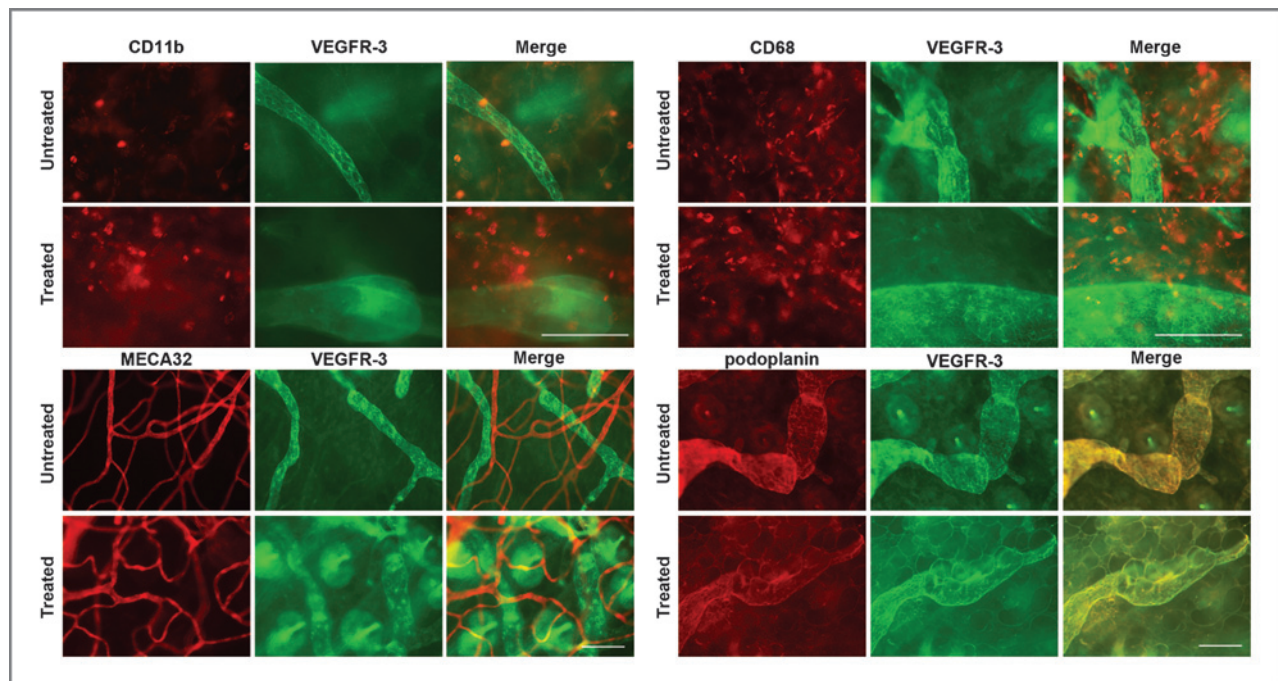 CD11b VEGFR-3 Merge
Untreated
Treated
MECA32 VEGFR-3 Merge
Untreated
Treated
CD68 VEGFR-3 Merge
Untreated
Treated
podoplanin VEGFR-3 Merge
Untreated
Treated